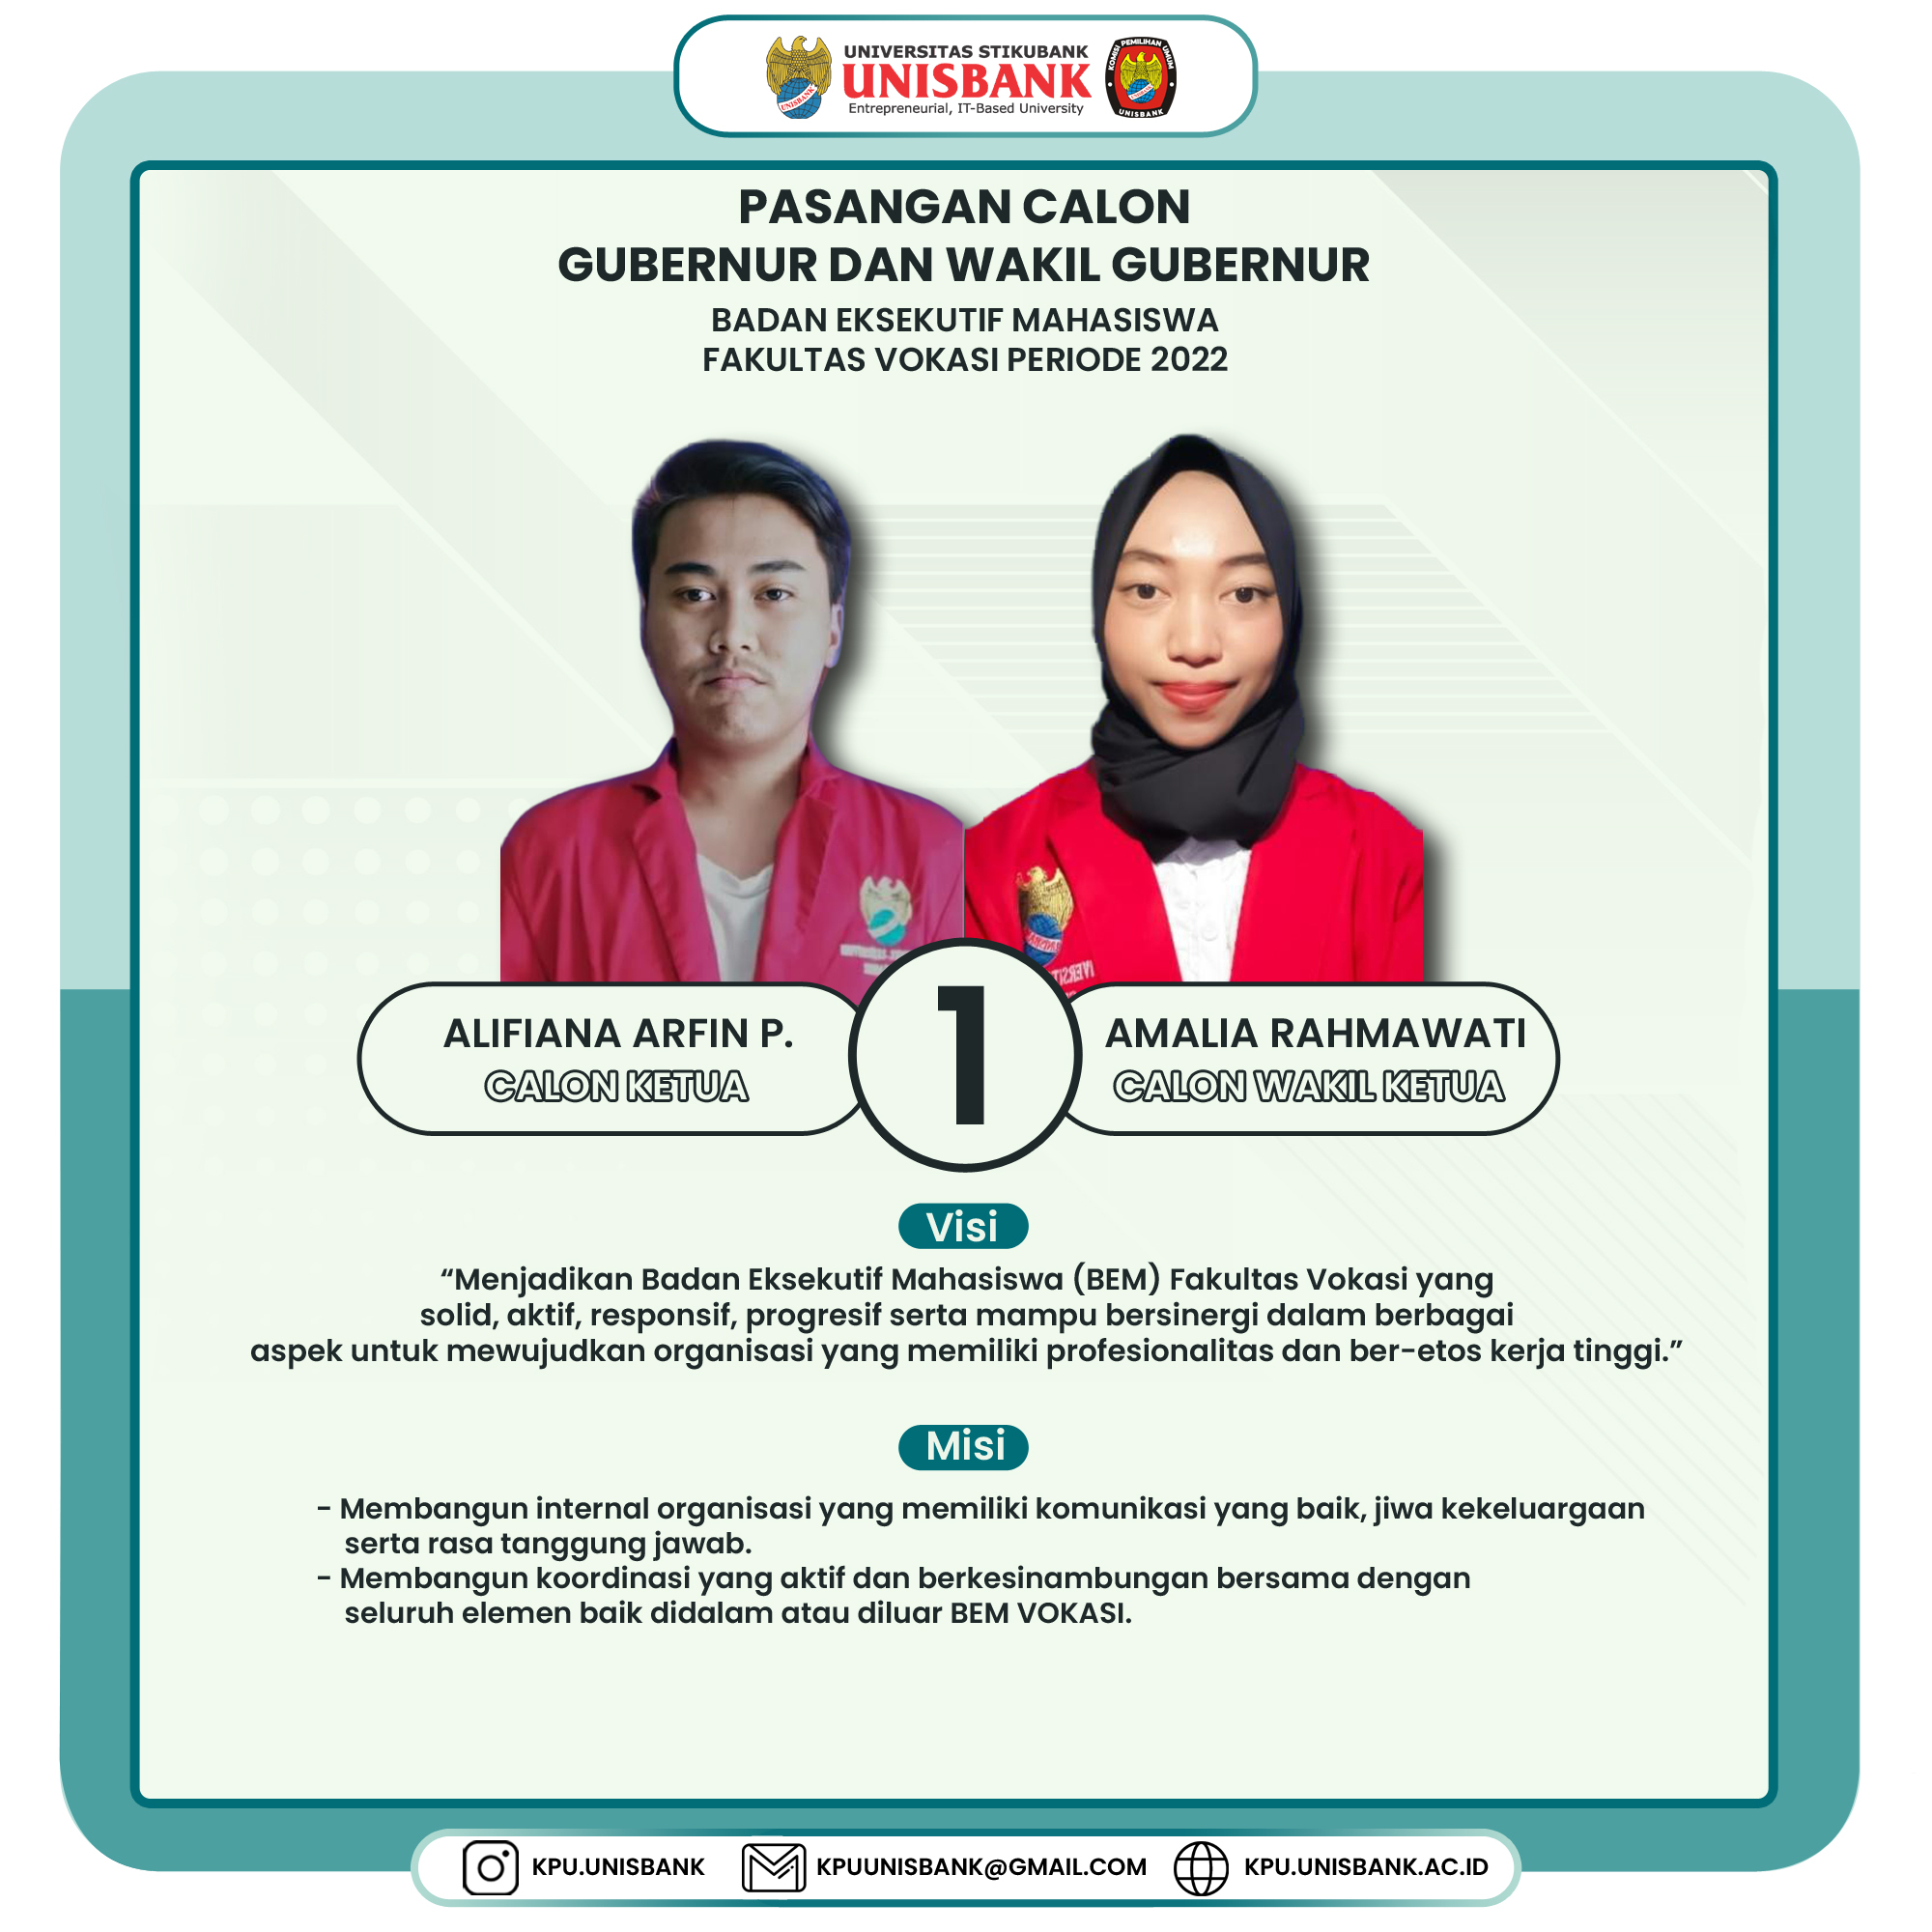 UNIVERSITAS STIKUBANK
UNISBANK
Entrepreneurial, IT-Based University
UNISBANK
KOMISI PEMILIHAN UMUM
UNISBANK
UNISBANK
PASANGAN CALON
GUBERNUR DAN WAKIL GUBERNUR
BADAN EKSEKUTIF MAHASISWA
FAKULTAS VOKASI PERIODE 2022
ALIFIANA ARFIN P.
CALON KETUA
1
AMALIA RAHMAWATI
CALON WAKIL KETUA
Visi
“Menjadikan Badan Eksekutif Mahasiswa (BEM) Fakultas Vokasi yang
solid, aktif, responsif, progresif serta mampu bersinergi dalam berbagai
aspek untuk mewujudkan organisasi yang memiliki profesionalitas dan ber-etos kerja tinggi.”
Misi
- Membangun internal organisasi yang memiliki komunikasi yang baik, jiwa kekeluargaan
serta rasa tanggung jawab.
- Membangun koordinasi yang aktif dan berkesinambungan bersama dengan
seluruh elemen baik didalam atau diluar BEM VOKASI.
KPU.UNISBANK
KPUUNISBANK@GMAIL.COM
KPU.UNISBANK.AC.ID